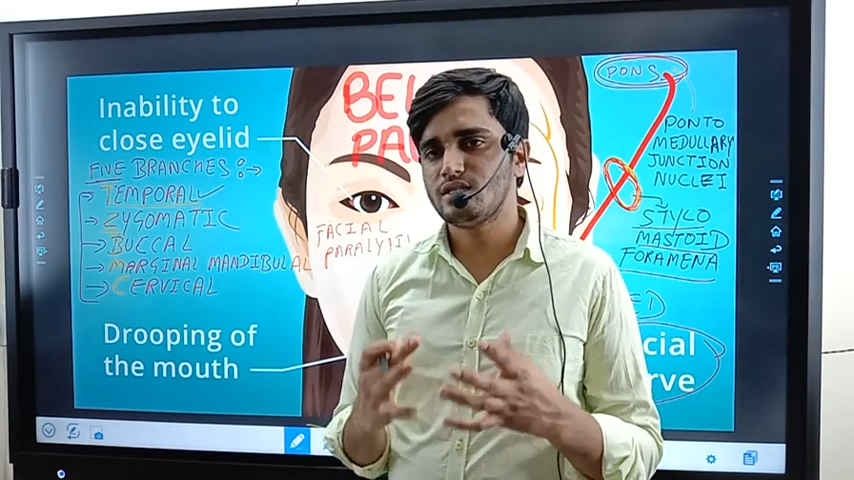 Inability to
close eyelid
FIVE BRANCHES :→
TEMPORAL
ZYGOMATIC
BUCCAL
MARGINAL MANDIBULAL
CERVICAL
Drooping of
the mouth
FACIAL
PONS
PONTO
MEDULLARY
JUNCTION
NUCLEI
STYLO
MASTOID
FORAMENA